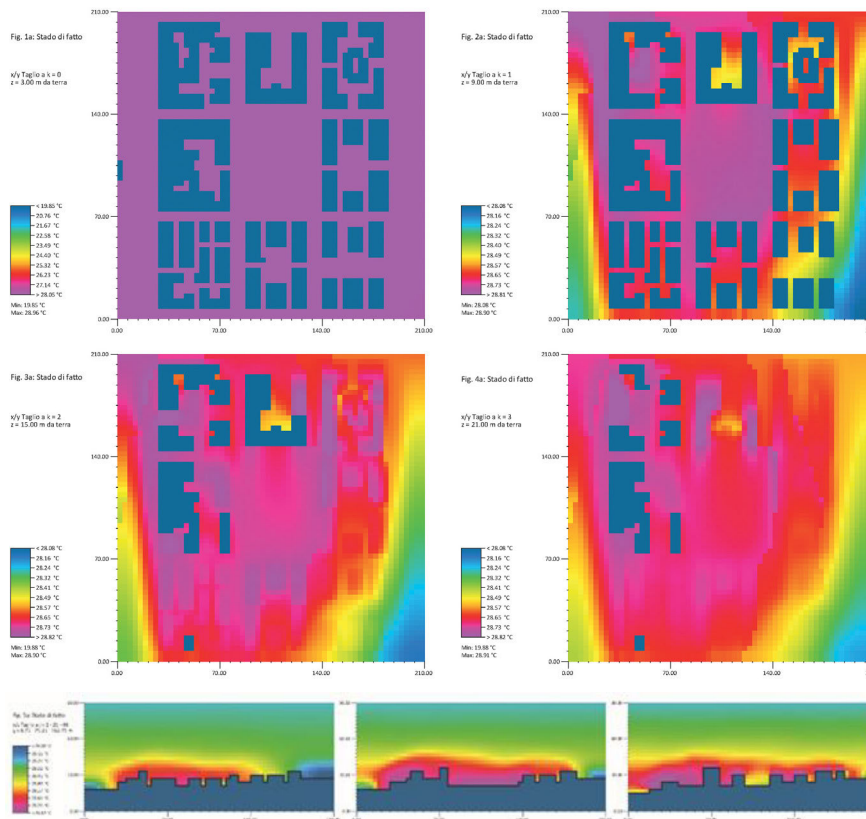 Fig. 1a: Stado di fatto
x/y Taglio a k = 0
z = 3.00 m da terra
< 19.85 °C
20.76 °C
21.67 °C
22.58 °C
23.49 °C
24.40 °C
25.32 °C
26.21 °C
27.14 °C
> 28.05 °C
Min: 19.85 °C
Max: 28.96 °C
210.00
140.00
70.00
0.00
0.00 70.00 140.00 210.00
Fig. 2a: Stado di fatto
x/y Taglio a k = 1
z = 9.00 m da terra
< 28.08 °C
28.16 °C
28.24 °C
28.32 °C
28.40 °C
28.49 °C
28.57 °C
28.65 °C
28.73 °C
> 28.81 °C
Min: 28.08 °C
Max: 28.90 °C
210.00
140.00
70.00
0.00
0.00 70.00 140.00
Fig. 3a: Stado di fatto
x/y Taglio a k = 2
z = 15.00 m da terra
< 28.08 °C
28.16 °C
28.24 °C
28.32 °C
28.41 °C
28.49 °C
28.57 °C
28.65 °C
28.73 °C
> 28.82 °C
Min: 19.88 °C
Max: 28.90 °C
210.00
140.00
70.00
0.00
0.00 70.00 140.00 210.00
Fig. 4a: Stado di fatto
x/y Taglio a k = 3
z = 21.00 m da terra
< 28.08 °C
28.16 °C
28.24 °C
28.32 °C
28.41 °C
28.49 °C
28.57 °C
28.65 °C
28.73 °C
> 28.82 °C
Min: 19.88 °C
Max: 28.91 °C
210.00
140.00
70.00
0.00
0.00 70.00 140.00
Fig. 5a: Stado di fatto